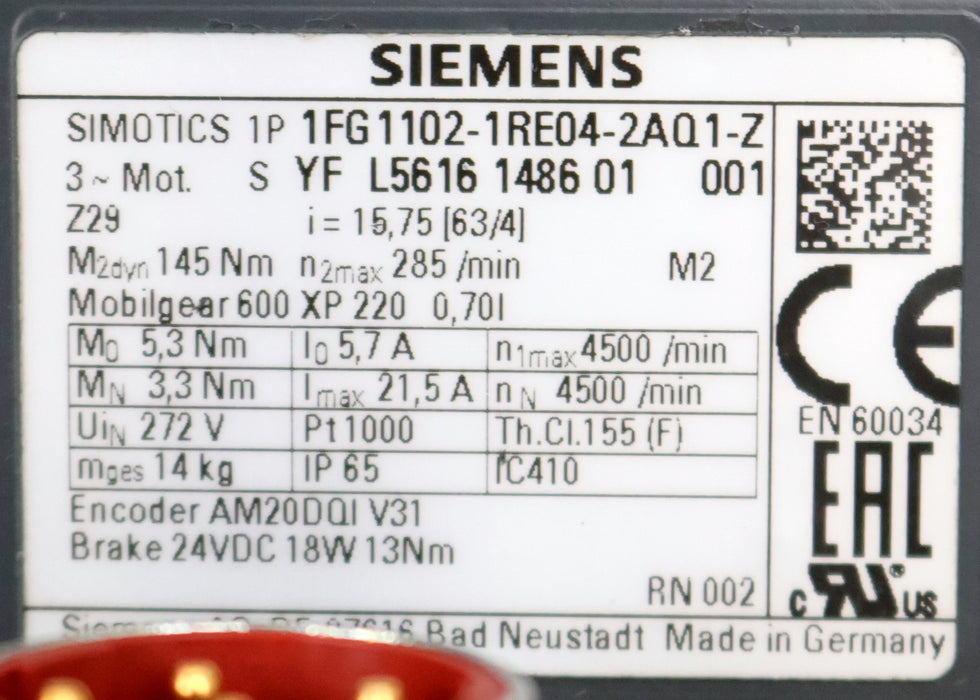 SIEMENS
SIMOTICS 1P 1FG1102-1RE04-2AQ1-Z
3 ~ Mot. S YF L5616 1486 01 001
Z29 i = 15,75 [63/4]
M2dyn 145 Nm n2max 285 /min M2
Mobilgear 600 XP 220 0,70l
M0 5,3 Nm I0 5,7 A n1max 4500 /min
MN 3,3 Nm Imax 21,5 A nN 4500 /min
UiN 272 V Pt1000 Th.Cl.155 (F)
mges 14 kg IP 65 IC410
Encoder AM20DQI V31
Brake 24VDC 18W 13Nm
CE
EN 60034
EAC
c RU ® US
RN 002
Bad Neustadt Made in Germany